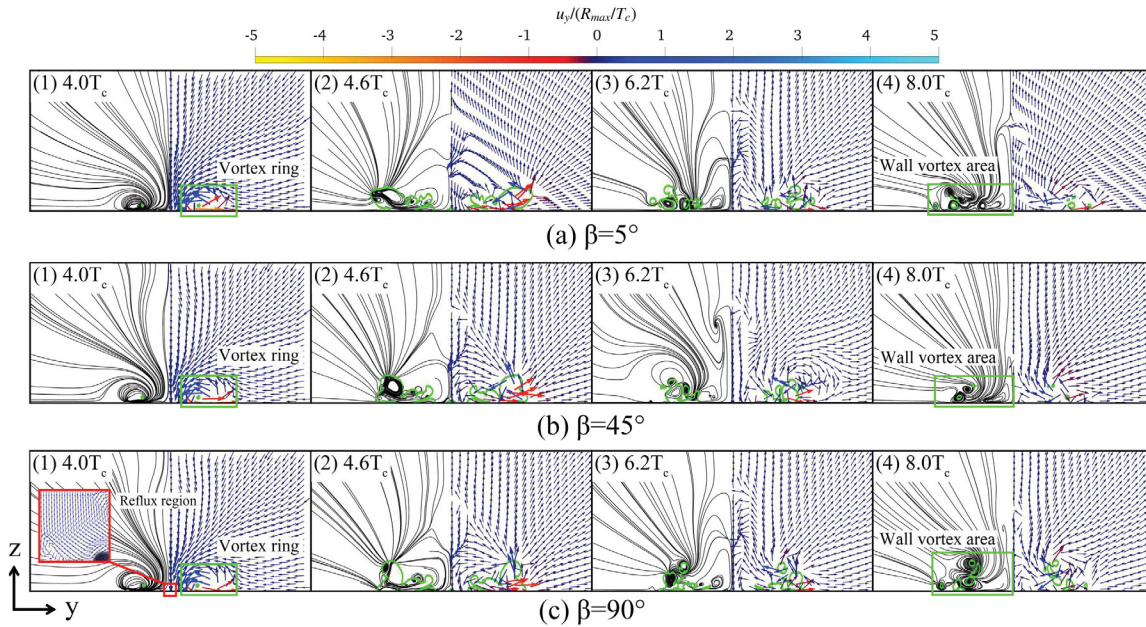 u_y/(R_max/T_c)
-5 -4 -3 -2 -1 0 1 2 3 4 5
(1) 4.0T_c (2) 4.6T_c (3) 6.2T_c (4) 8.0T_c
Vortex ring Wall vortex area
(a) β=5°
(1) 4.0T_c (2) 4.6T_c (3) 6.2T_c (4) 8.0T_c
Vortex ring Wall vortex area
(b) β=45°
(1) 4.0T_c (2) 4.6T_c (3) 6.2T_c (4) 8.0T_c
Reflux region
Vortex ring Wall vortex area
z
y
(c) β=90°